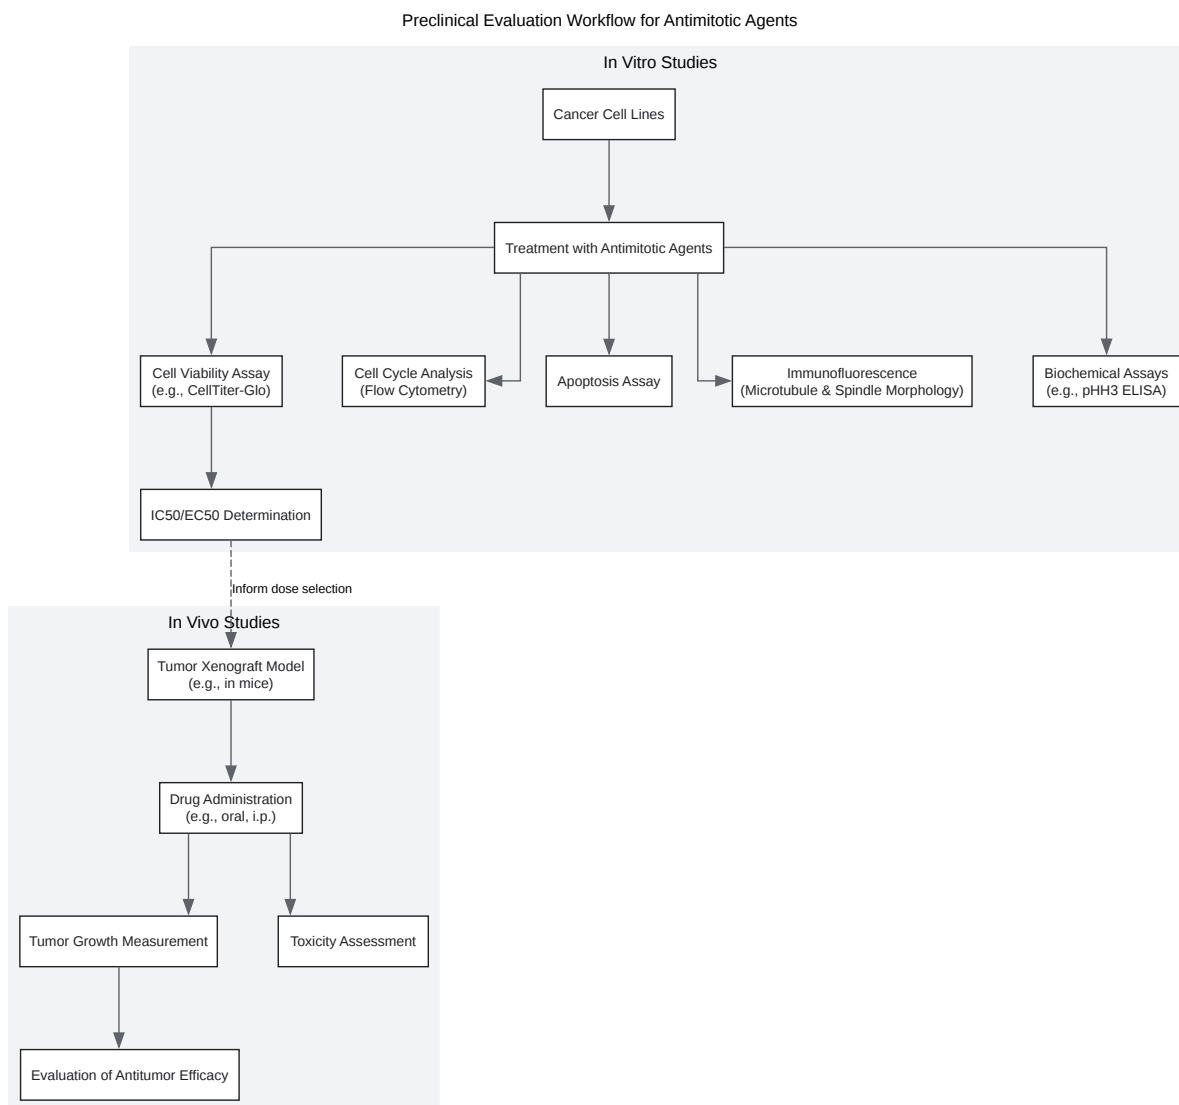 Preclinical Evaluation Workflow for Antimitotic Agents
In Vitro Studies
Cancer Cell Lines
Treatment with Antimitotic Agents
Cell Viability Assay
(e.g., CellTiter-Glo)
Cell Cycle Analysis
(Flow Cytometry)
Apoptosis Assay
Immunofluorescence
(Microtubule & Spindle Morphology)
Biochemical Assays
(e.g., pHH3 ELISA)
IC50/EC50 Determination
Inform dose selection
In Vivo Studies
Tumor Xenograft Model
(e.g., in mice)
Drug Administration
(e.g., oral, i.p.)
Tumor Growth Measurement
Toxicity Assessment
Evaluation of Antitumor Efficacy